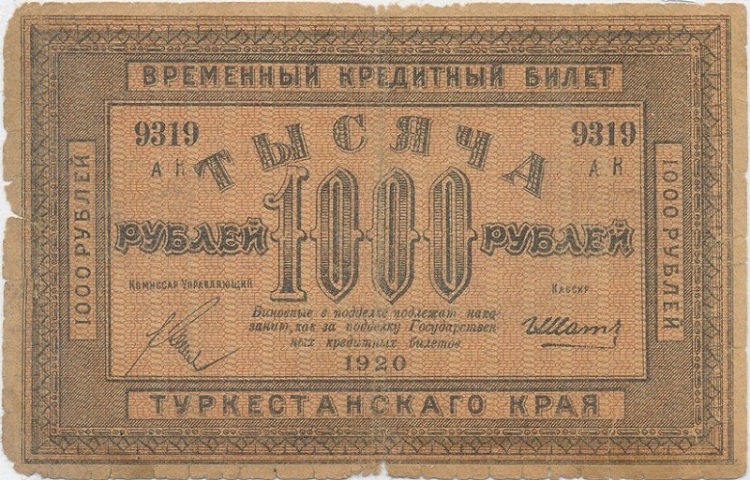 ВРЕМЕННЫЙ КРЕДИТНЫЙ БИЛЕТ
9319 9319
АК АК
ТЫСЯЧА
1000
РУБЛЕЙ РУБЛЕЙ
1000 РУБЛЕЙ
1000 РУБЛЕЙ
Комиссар Управляющий
Кассир
Виновные в подделке подлежат нака-
занию, как за подделку Государствен
ных кредитных билетов
1920
ТУРКЕСТАНСКАГО КРАЯ